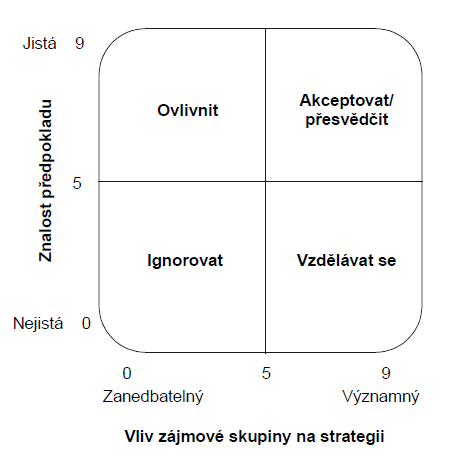 Jistá 9
Ovlivnit
Akceptovat/
přesvědčit
Znalost předpokladu
5
Ignorovat
Vzdělávat se
Nejistá 0
0 5 9
Zanedbatelný Významný
Vliv zájmové skupiny na strategii